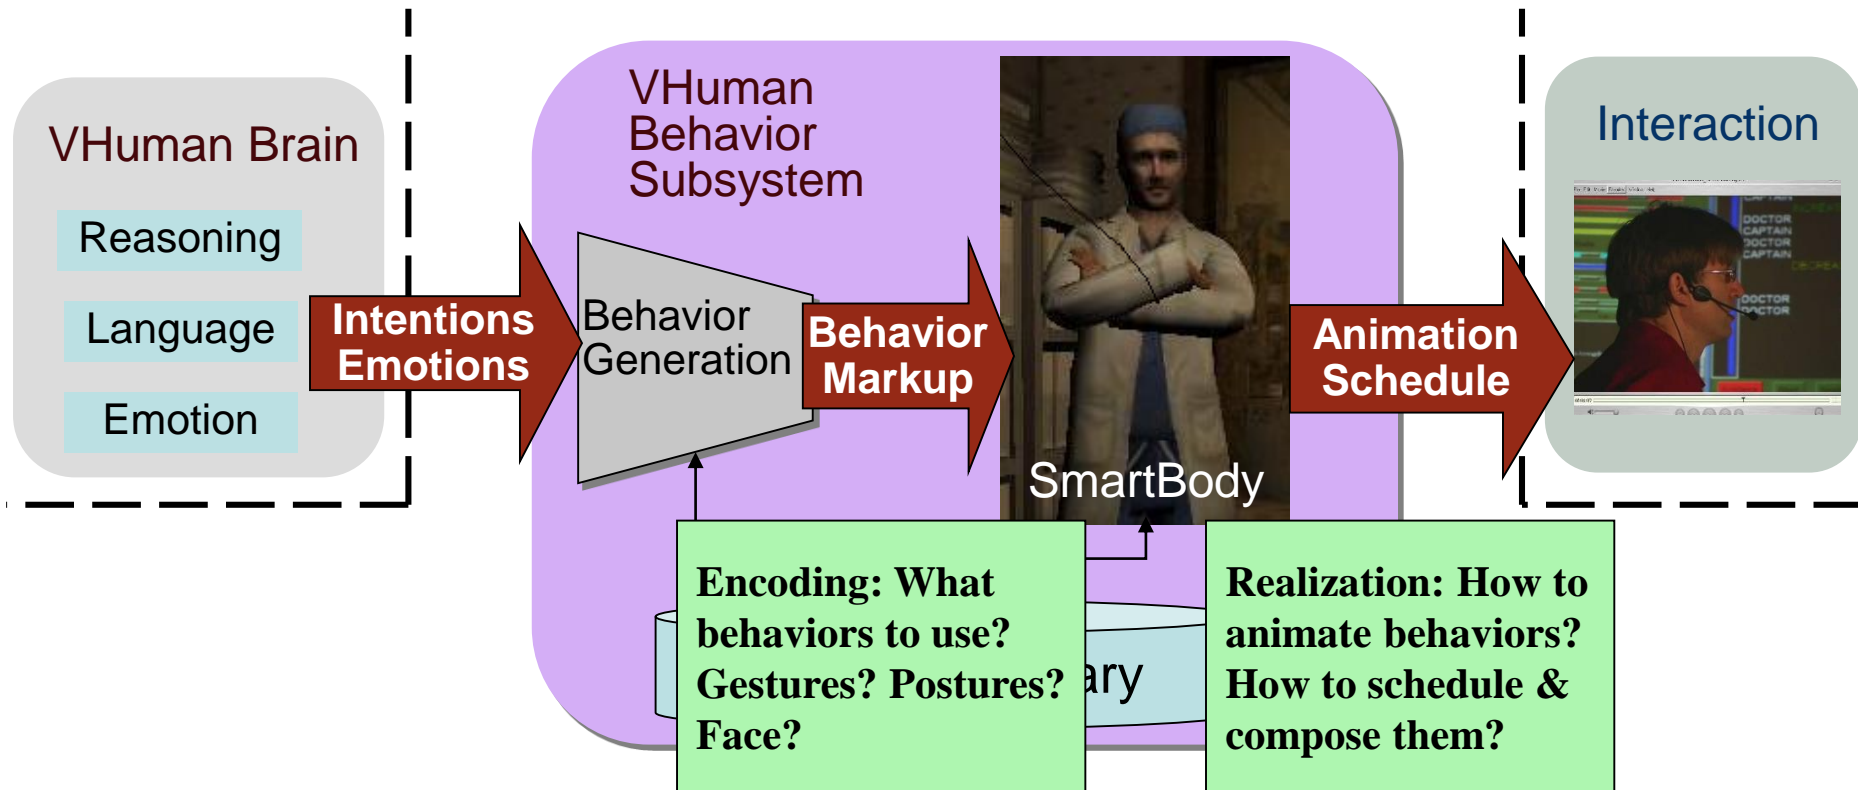 VHuman Brain
Reasoning
Language
Emotion
Intentions
Emotions
VHuman
Behavior
Subsystem
Behavior
Generation
Behavior
Markup
SmartBody
Animation
Schedule
Interaction
CAPTAIN
DOCTOR
CAPTAIN
DOCTOR
CAPTAIN
DOCTOR
DOCTOR
Encoding: What
behaviors to use?
Gestures? Postures?
Face?
ary
Realization: How to
animate behaviors?
How to schedule &
compose them?